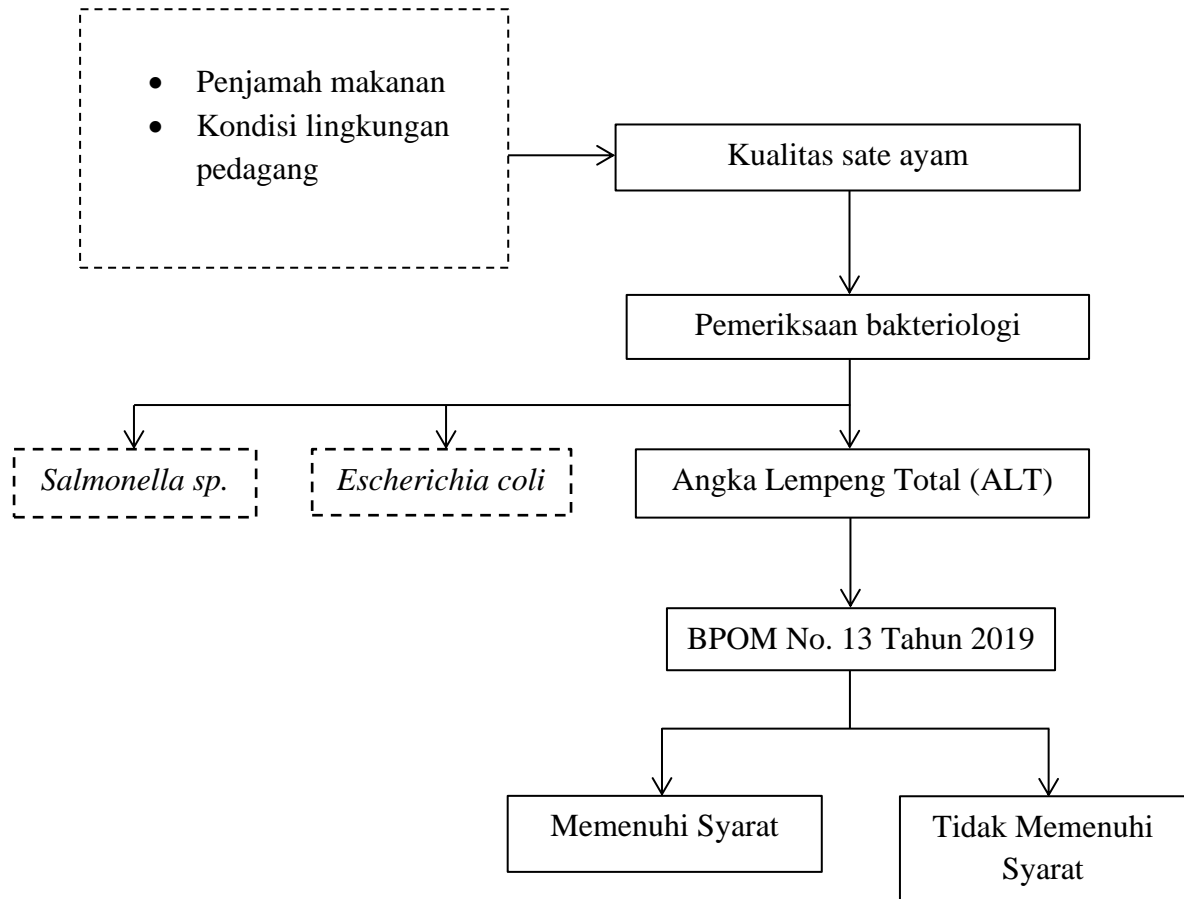 • Penjamah makanan
• Kondisi lingkungan
pedagang
Kualitas sate ayam
Pemeriksaan bakteriologi
Salmonella sp.
Escherichia coli
Angka Lempeng Total (ALT)
BPOM No. 13 Tahun 2019
Memenuhi Syarat
Tidak Memenuhi
Syarat